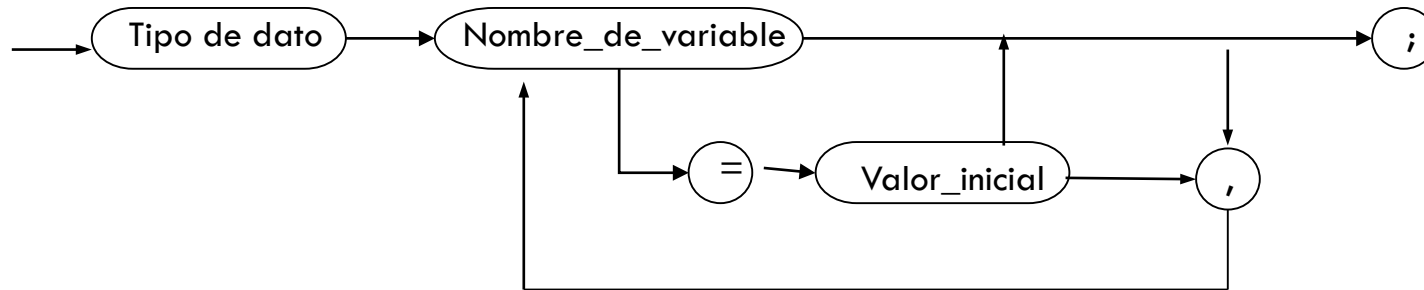 Tipo de dato Nombre_de_variable ;
= Valor_inicial ,